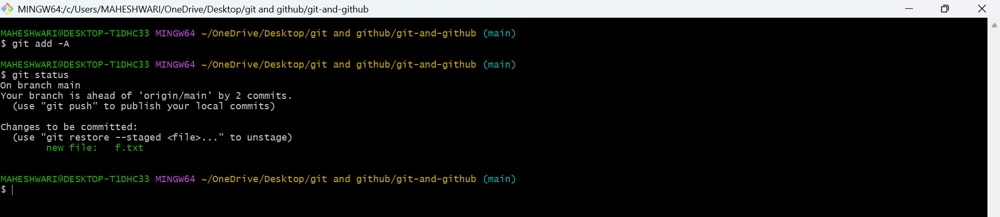 MINGW64:/c/Users/MAHESHWARI/OneDrive/Desktop/git and github/git-and-github
MAHESHWARI@DESKTOP-T1DHC33 MINGW64 ~/OneDrive/Desktop/git and github/git-and-github (main)
$ git add -A
MAHESHWARI@DESKTOP-T1DHC33 MINGW64 ~/OneDrive/Desktop/git and github/git-and-github (main)
$ git status
On branch main
Your branch is ahead of 'origin/main' by 2 commits.
  (use "git push" to publish your local commits)
Changes to be committed:
  (use "git restore --staged <file>..." to unstage)
        new file:   f.txt
MAHESHWARI@DESKTOP-T1DHC33 MINGW64 ~/OneDrive/Desktop/git and github/git-and-github (main)
$